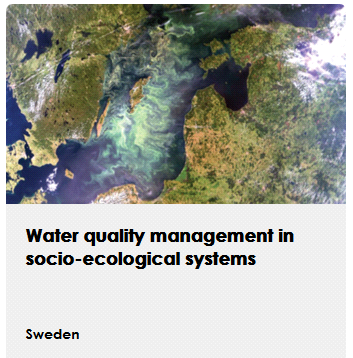 Water quality management in
socio-ecological systems
Sweden